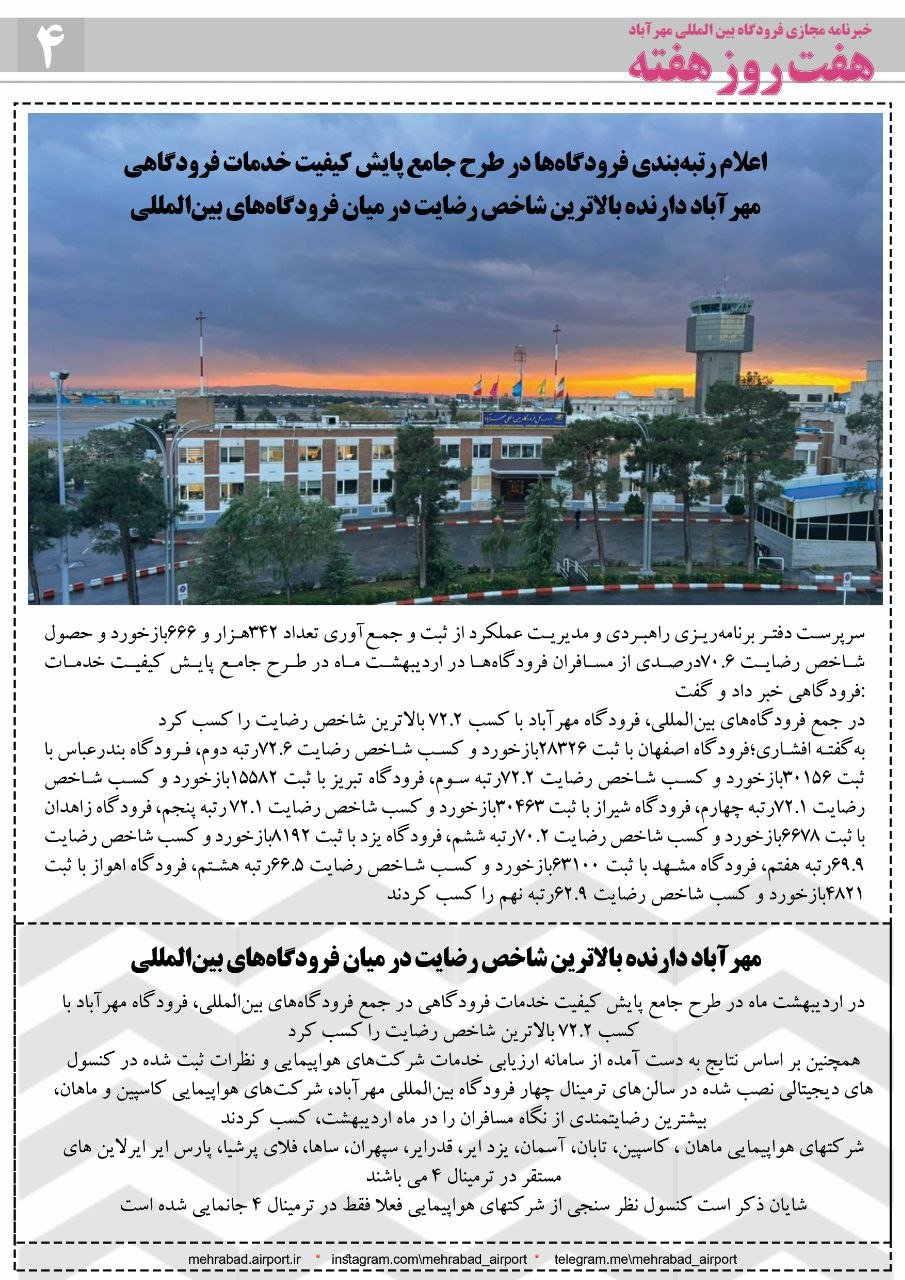 خبرنامه مجازی فرودگاه بین المللی مهرآباد
هفت روز هفته
۴
اعلام رتبه‌بندی فرودگاه‌ها در طرح جامع پایش کیفیت خدمات فرودگاهی
مهرآباد دارنده بالاترین شاخص رضایت در میان فرودگاه‌های بین‌المللی
سرپرست دفتر برنامه‌ریزی راهبردی و مدیریت عملکرد از ثبت و جمع‌آوری تعداد ۳۴۲هزار و ۶۶۶بازخورد و حصول
شاخص رضایت ۷۰.۶درصدی از مسافران فرودگاه‌ها در اردیبهشت ماه در طرح جامع پایش کیفیت خدمات
:فرودگاهی خبر داد و گفت
در جمع فرودگاه‌های بین‌المللی، فرودگاه مهرآباد با کسب ۷۲.۲ بالاترین شاخص رضایت را کسب کرد
به‌گفته افشاری؛فرودگاه اصفهان با ثبت ۲۸۳۲۶بازخورد و کسب شاخص رضایت ۷۲.۶رتبه دوم، فرودگاه بندرعباس با
ثبت ۳۰۱۵۶بازخورد و کسب شاخص رضایت ۷۲.۲رتبه سوم، فرودگاه تبریز با ثبت ۱۵۵۸۲بازخورد و کسب شاخص
رضایت ۷۲.۱رتبه چهارم، فرودگاه شیراز با ثبت ۳۰۴۶۳بازخورد و کسب شاخص رضایت ۷۲.۱ رتبه پنجم، فرودگاه زاهدان
با ثبت ۶۶۷۸بازخورد و کسب شاخص رضایت ۷۰.۲ رتبه ششم، فرودگاه یزد با ثبت ۸۱۹۲بازخورد و کسب شاخص رضایت
۶۹.۹رتبه هفتم، فرودگاه مشهد با ثبت ۶۳۱۰۰بازخورد و کسب شاخص رضایت ۶۶.۵رتبه هشتم، فرودگاه اهواز با ثبت
۴۸۲۱بازخورد و کسب شاخص رضایت ۶۲.۹رتبه نهم را کسب کردند
مهرآباد دارنده بالاترین شاخص رضایت در میان فرودگاه‌های بین‌المللی
در اردیبهشت ماه در طرح جامع پایش کیفیت خدمات فرودگاهی در جمع فرودگاه‌های بین‌المللی، فرودگاه مهرآباد با
کسب ۷۲.۲ بالاترین شاخص رضایت را کسب کرد
همچنین بر اساس نتایج به دست آمده از سامانه ارزیابی خدمات شرکت‌های هواپیمایی و نظرات ثبت شده در کنسول
های دیجیتالی نصب شده در سالن‌های ترمینال چهار فرودگاه بین‌المللی مهرآباد، شرکت‌های هواپیمایی کاسپین و ماهان،
بیشترین رضایتمندی از نگاه مسافران را در ماه اردیبهشت، کسب کردند
شرکتهای هواپیمایی ماهان ، کاسپین، تابان، آسمان، یزد ایر، قدرایر، سپهران، ساها، فلای پرشیا، پارس ایر ایرلاین های
مستقر در ترمینال ۴ می باشند
شایان ذکر است کنسول نظر سنجی از شرکتهای هواپیمایی فعلا فقط در ترمینال ۴ جانمایی شده است
mehrabad.airport.ir * instagram.com\mehrabad_airport * telegram.me\mehrabad_airport